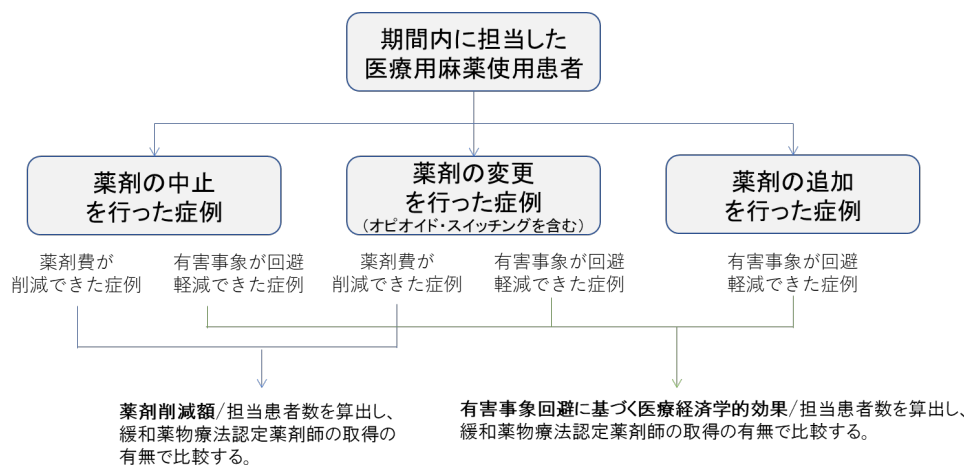 期間内に担当した
医療用麻薬使用患者
薬剤の中止
を行った症例
薬剤の変更
を行った症例
(オピオイド・スイッチングを含む)
薬剤の追加
を行った症例
薬剤費が
削減できた症例
有害事象が回避
軽減できた症例
薬剤費が
削減できた症例
有害事象が回避
軽減できた症例
有害事象が回避
軽減できた症例
薬剤削減額/担当患者数を算出し、
緩和薬物療法認定薬剤師の取得の
有無で比較する。
有害事象回避に基づく医療経済学的効果/担当患者数を算出し、
緩和薬物療法認定薬剤師の取得の有無で比較する。